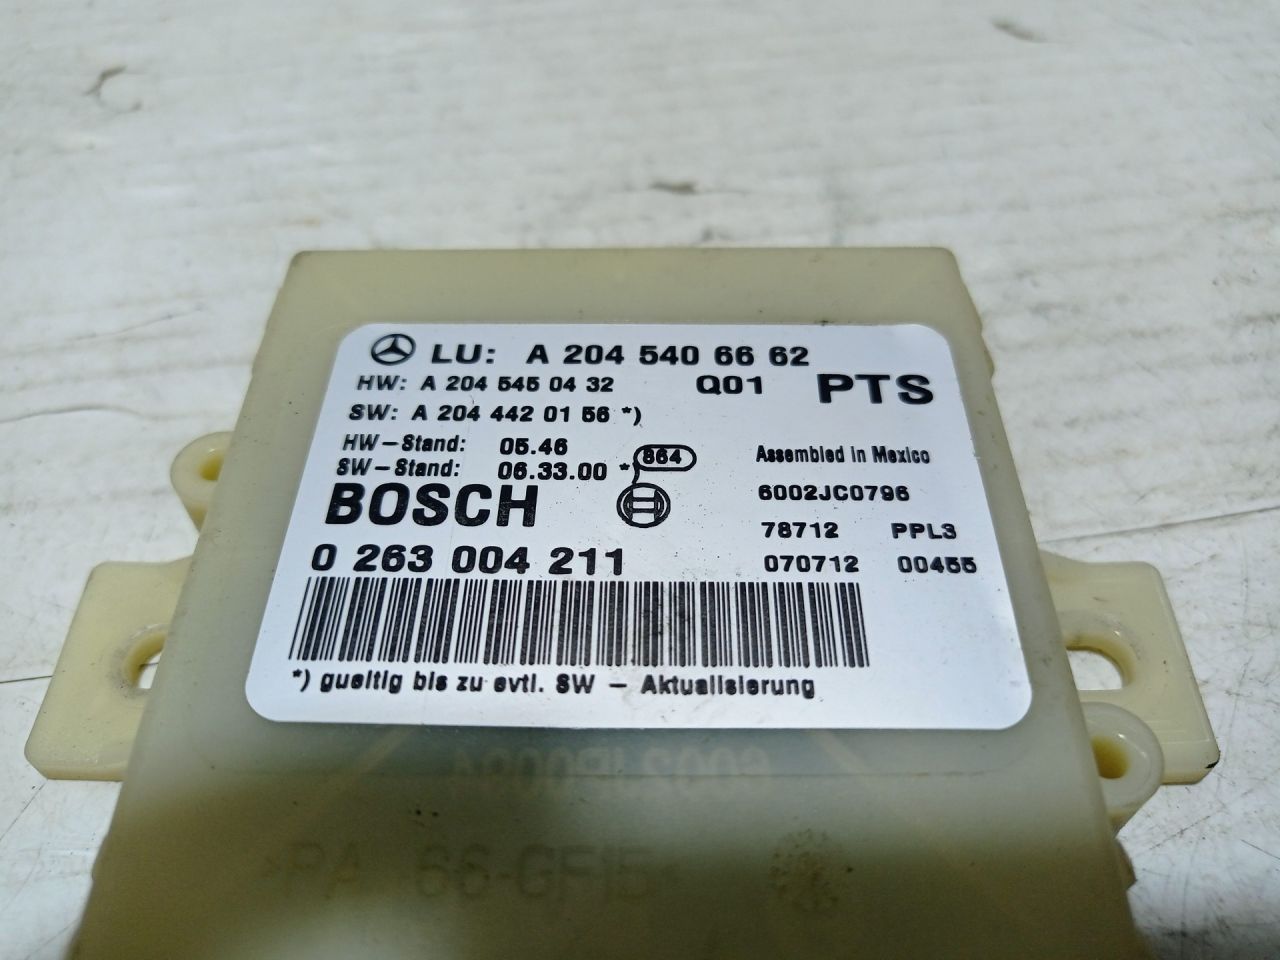 LU: A 204 540 66 62
HW: A 204 545 04 32 Q01 PTS
SW: A 204 442 01 56 *)
HW-Stand: 05.46
SW-Stand: 06.33.00 *) 864
Assembled in Mexico
BOSCH 6002JC0796
78712 PPL3
0 263 004 211 070712 00455
*) gueltig bis zu evtl. SW - Aktualisierung
66-GF15